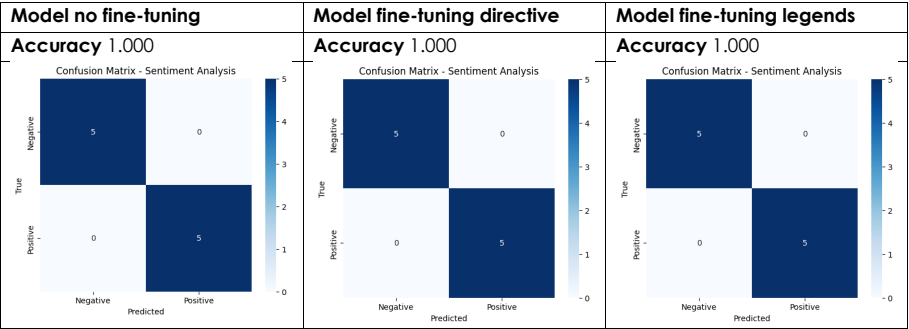 Model no fine-tuning
Model fine-tuning directive
Model fine-tuning legends
Accuracy 1.000
Accuracy 1.000
Accuracy 1.000
Confusion Matrix - Sentiment Analysis
True
Negative
Positive
5
0
0
5
Negative
Positive
Predicted
5
4
3
2
1
0
Confusion Matrix - Sentiment Analysis
True
Negative
Positive
5
0
0
5
Negative
Positive
Predicted
5
4
3
2
1
0
Confusion Matrix - Sentiment Analysis
True
Negative
Positive
5
0
0
5
Negative
Positive
Predicted
5
4
3
2
1
0